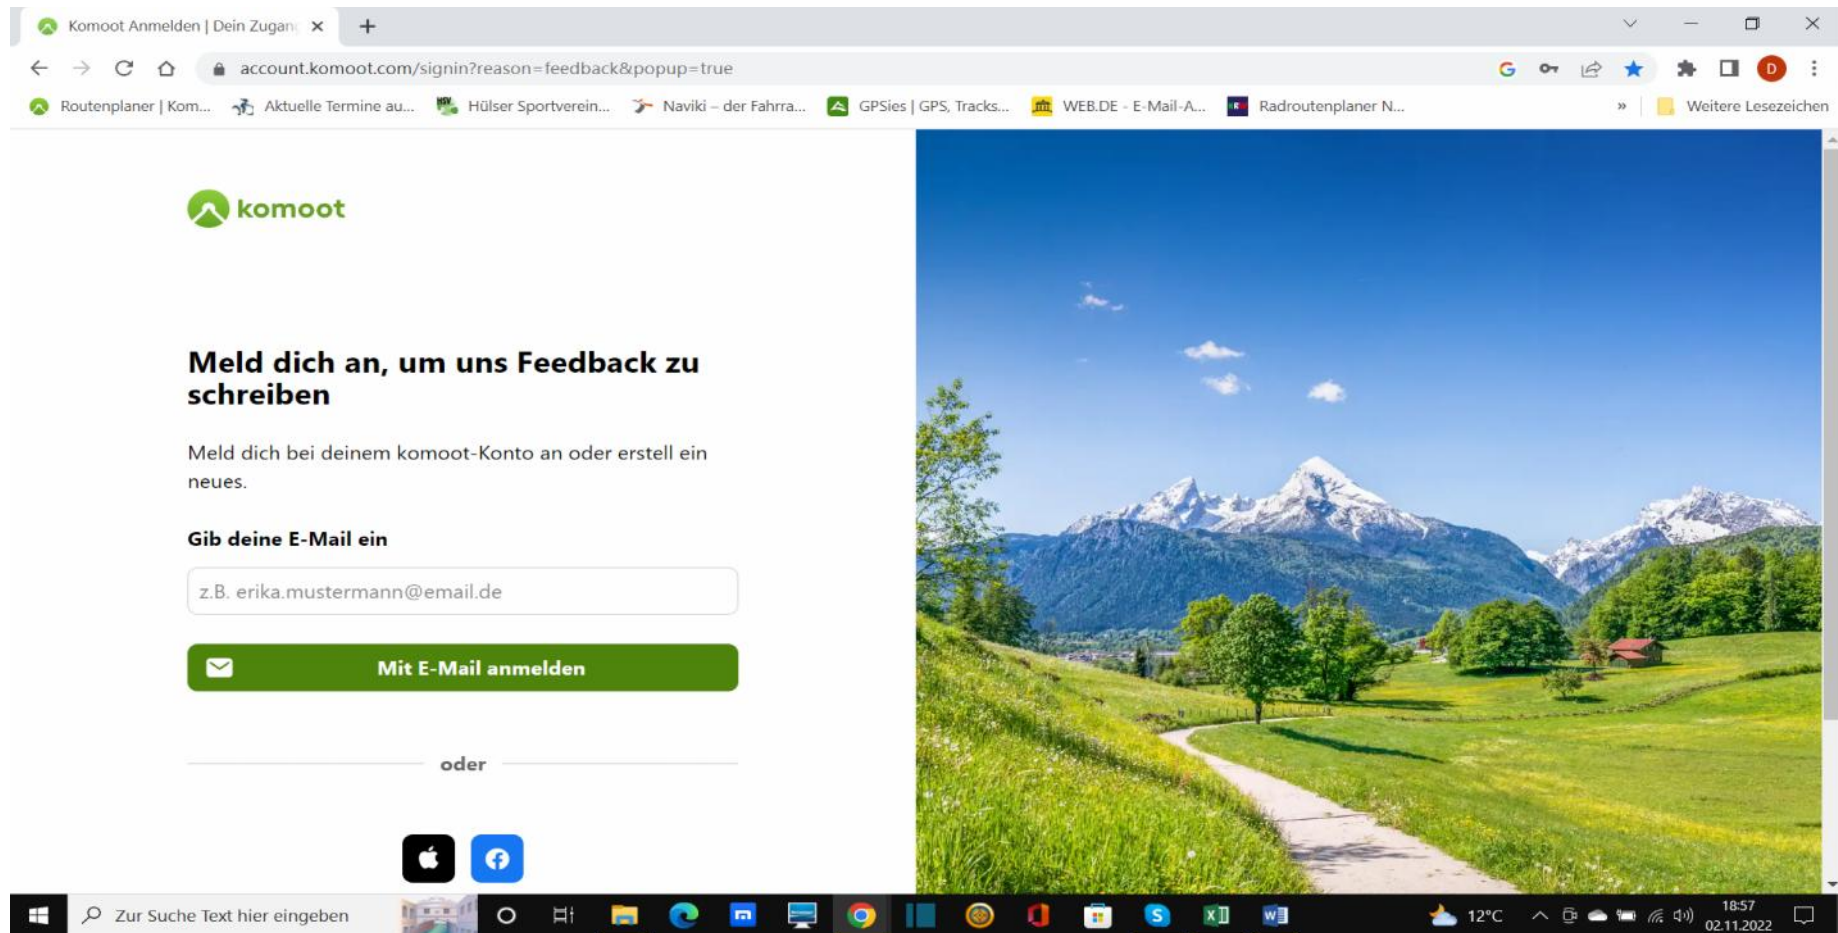 Komoot Anmelden | Dein Zugang
account.komoot.com/signin?reason=feedback&popup=true
D
Routenplaner | Kom... Aktuelle Termine au... Hülser Sportverein... Naviki – der Fahrra... GPSies | GPS, Tracks... WEB.DE - E-Mail-A... Radroutenplaner N... » Weitere Lesezeichen
komoot
Meld dich an, um uns Feedback zu
schreiben
Meld dich bei deinem komoot-Konto an oder erstell ein
neues.
Gib deine E-Mail ein
z.B. erika.mustermann@email.de
Mit E-Mail anmelden
oder
Zur Suche Text hier eingeben
12°C
18:57
02.11.2022